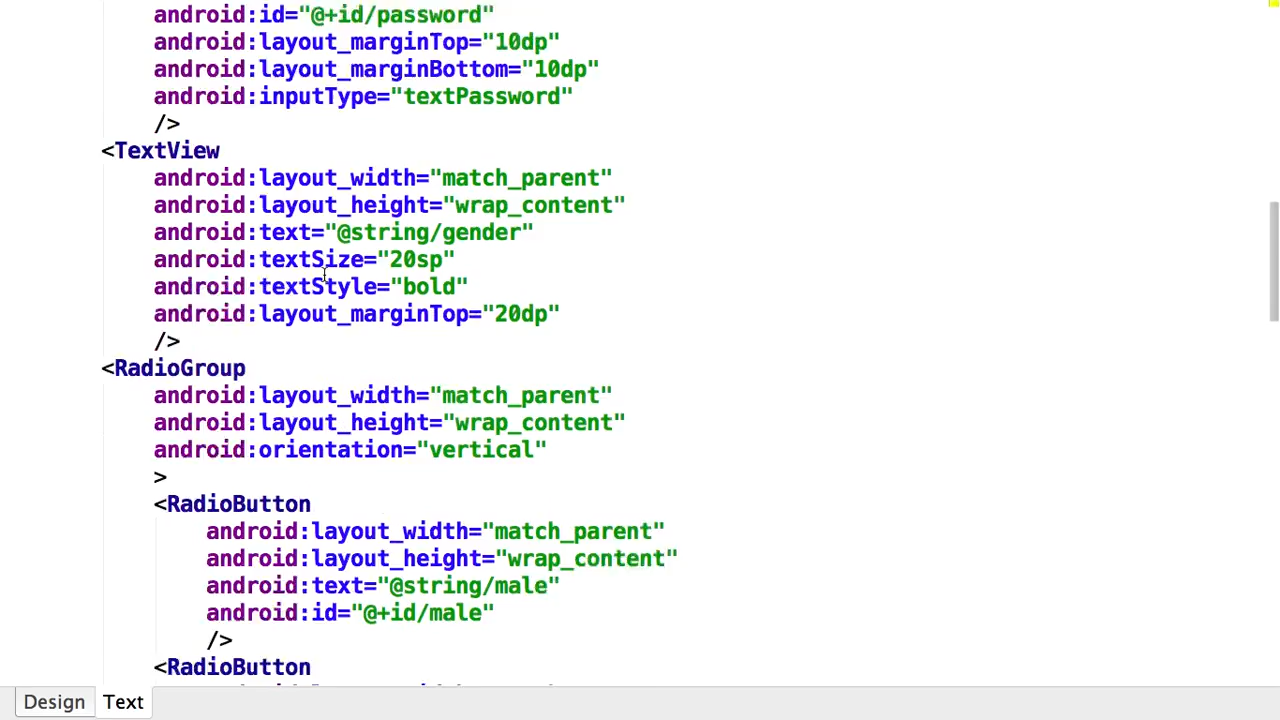 android:id="@+id/password"
android:layout_marginTop="10dp"
android:layout_marginBottom="10dp"
android:inputType="textPassword"
/>
<TextView
android:layout_width="match_parent"
android:layout_height="wrap_content"
android:text="@string/gender"
android:textSize="20sp"
android:textStyle="bold"
android:layout_marginTop="20dp"
/>
<RadioGroup
android:layout_width="match_parent"
android:layout_height="wrap_content"
android:orientation="vertical"
>
<RadioButton
android:layout_width="match_parent"
android:layout_height="wrap_content"
android:text="@string/male"
android:id="@+id/male"
/>
<RadioButton
Design Text